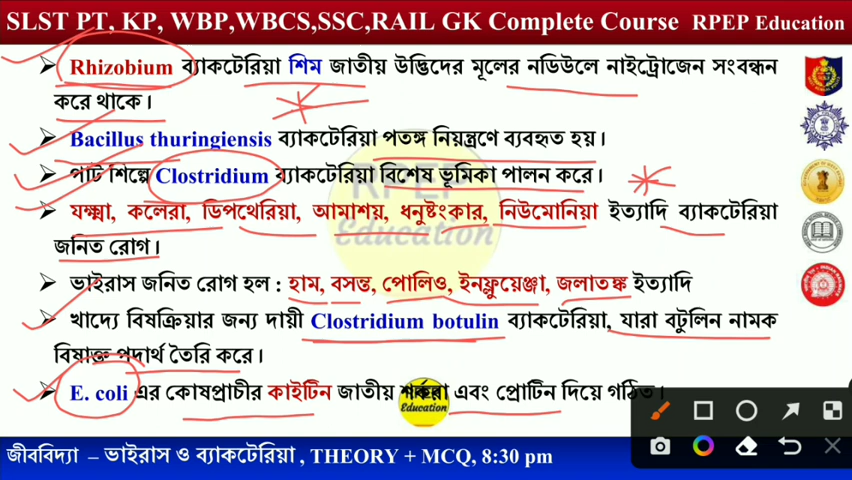 SLST PT, KP, WBP,WBCS,SSC,RAIL GK Complete Course RPEP Education
➢ Rhizobium ব্যাকটেরিয়া শিম জাতীয় উদ্ভিদের মূলের নডিউলে নাইট্রোজেন সংবন্ধন
করে থাকে।
➢ Bacillus thuringiensis ব্যাকটেরিয়া পতঙ্গ নিয়ন্ত্রণে ব্যবহৃত হয়।
➢ পাট শিল্পে Clostridium ব্যাকটেরিয়া বিশেষ ভূমিকা পালন করে।
➢ যক্ষ্মা, কলেরা, ডিপথেরিয়া, আমাশয়, ধনুষ্টংকার, নিউমোনিয়া ইত্যাদি ব্যাকটেরিয়া
জনিত রোগ।
➢ ভাইরাস জনিত রোগ হল : হাম, বসন্ত, পোলিও, ইনফ্লুয়েঞ্জা, জলাতঙ্ক ইত্যাদি
➢ খাদ্যে বিষক্রিয়ার জন্য দায়ী Clostridium botulin ব্যাকটেরিয়া, যারা বটুলিন নামক
বিষাক্ত পদার্থ তৈরি করে।
➢ E. coli এর কোষপ্রাচীর কাইটিন জাতীয় শর্করা এবং প্রোটিন দিয়ে গঠিত।
RPEP
Education
জীববিদ্যা – ভাইরাস ও ব্যাকটেরিয়া , THEORY + MCQ, 8:30 pm